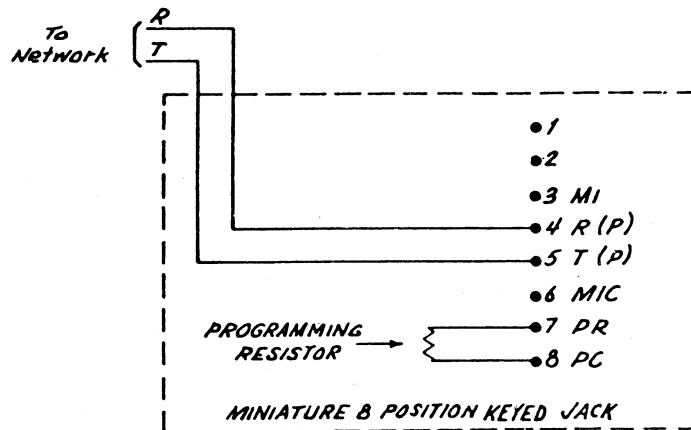 To
Network
R
T
1
2
3 MI
4 R (P)
5 T (P)
6 MIC
7 PR
8 PC
PROGRAMMING
RESISTOR
MINIATURE 8 POSITION KEYED JACK